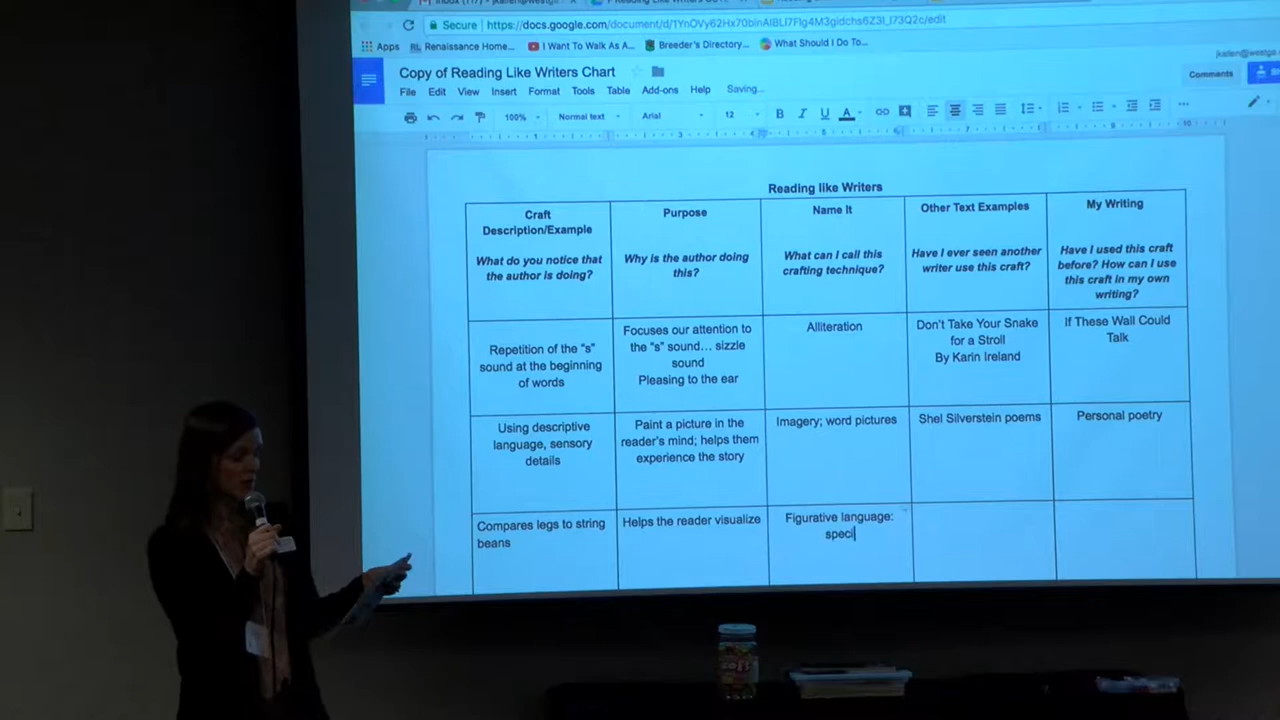 Secure https://docs.google.com/document/d/1YnOVy62Hx70binAIBLI7Flg4M3gidchs6Z3I_I73Q2c/edit
Apps Renaissance Home... I Want To Walk As A... Breeder's Directory... What Should I Do To...
Copy of Reading Like Writers Chart
File Edit View Insert Format Tools Table Add-ons Help Saving...
Comments
100% Normal text Arial 12
Reading like Writers
Craft
Description/Example
What do you notice that
the author is doing?
Purpose
Why is the author doing
this?
Name It
What can I call this
crafting technique?
Other Text Examples
Have I ever seen another
writer use this craft?
My Writing
Have I used this craft
before? How can I use
this craft in my own
writing?
Repetition of the "s"
sound at the beginning
of words
Focuses our attention to
the "s" sound... sizzle
sound
Pleasing to the ear
Alliteration
Don't Take Your Snake
for a Stroll
By Karin Ireland
If These Wall Could
Talk
Using descriptive
language, sensory
details
Paint a picture in the
reader's mind; helps them
experience the story
Imagery; word pictures
Shel Silverstein poems
Personal poetry
Compares legs to string
beans
Helps the reader visualize
Figurative language:
speci
soft